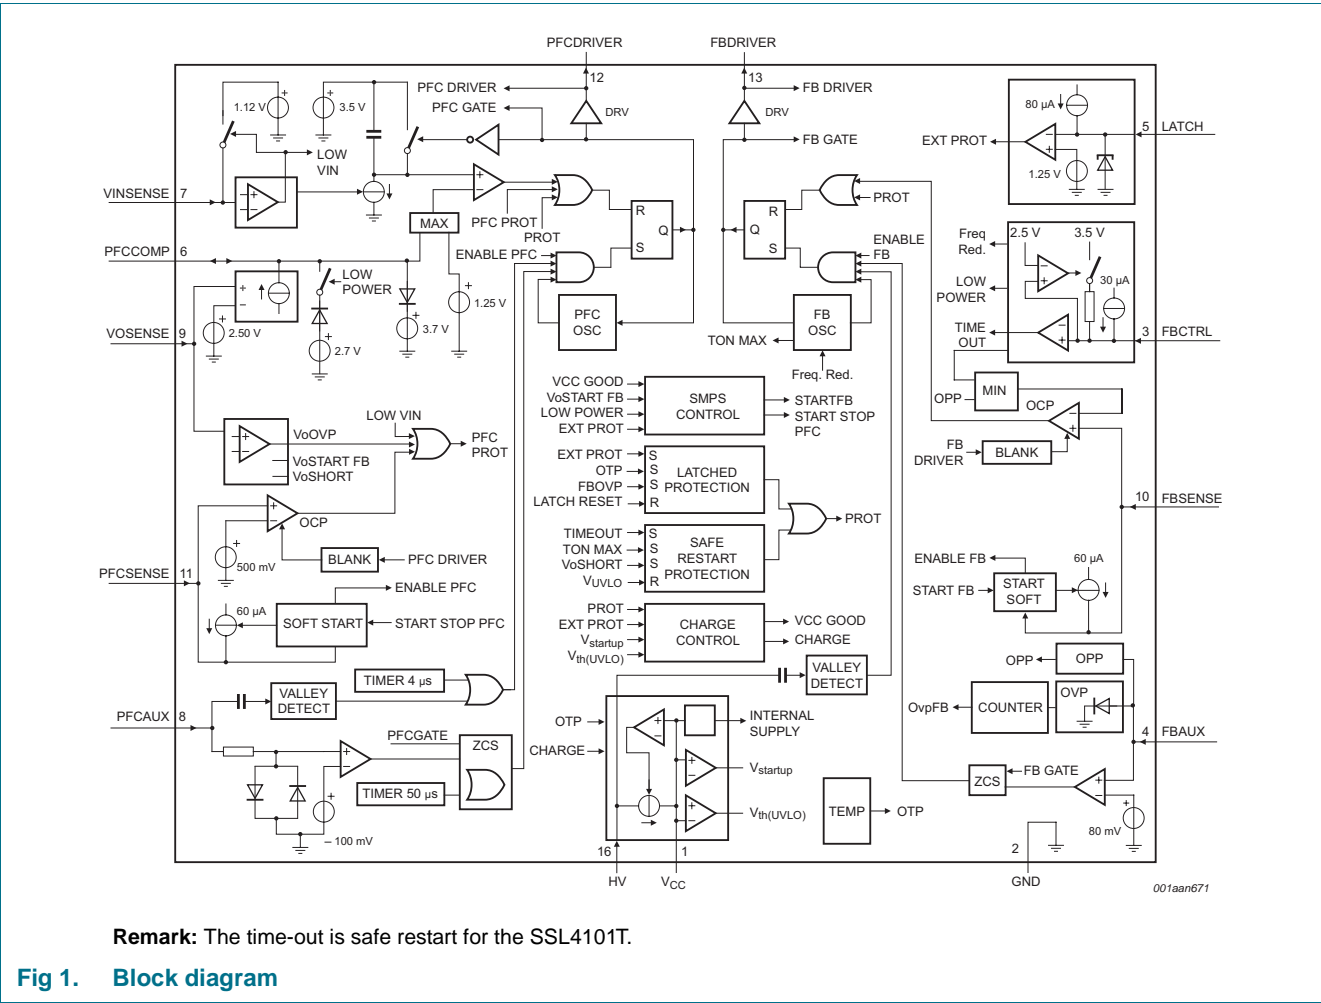 PFCDRIVER
FBDRIVER
12
13
PFC DRIVER
FB DRIVER
PFC GATE
DRV
DRV
FB GATE
1.12 V
3.5 V
LOW
VIN
VINSENSE 7
80 µA
5 LATCH
EXT PROT
1.25 V
PFC PROT
PROT
R
Q
S
R
Q
S
PROT
MAX
ENABLE PFC
ENABLE
FB
PFCCOMP 6
LOW
POWER
1.25 V
2.50 V
2.7 V
3.7 V
VOSENSE 9
PFC
OSC
FB
OSC
TON MAX
Freq. Red.
Freq
Red.
2.5 V
3.5 V
LOW
POWER
30 µA
TIME
OUT
3 FBCTRL
MIN
OPP
OCP
FB
DRIVER
BLANK
VCC GOOD
VoSTART FB
LOW POWER
EXT PROT
SMPS
CONTROL
STARTFB
START STOP
PFC
LOW VIN
VoOVP
VoSTART FB
VoSHORT
PFC
PROT
EXT PROT
OTP
FBOVP
LATCH RESET
S
S
S
R
LATCHED
PROTECTION
PROT
TIMEOUT
TON MAX
VoSHORT
VUVLO
S
S
S
R
SAFE
RESTART
PROTECTION
10 FBSENSE
OCP
BLANK
PFC DRIVER
500 mV
PFCSENSE 11
ENABLE PFC
60 µA
SOFT START
START STOP PFC
ENABLE FB
60 µA
START FB
START
SOFT
PROT
EXT PROT
Vstartup
Vth(UVLO)
CHARGE
CONTROL
VCC GOOD
CHARGE
OPP
OPP
TIMER 4 µs
VALLEY
DETECT
VALLEY
DETECT
OvpFB
COUNTER
OVP
PFCAUX 8
4 FBAUX
PFCGATE
ZCS
TIMER 50 µs
– 100 mV
OTP
CHARGE
INTERNAL
SUPPLY
Vstartup
Vth(UVLO)
TEMP
OTP
ZCS
FB GATE
80 mV
16
1
2
HV
VCC
GND
001aan671
Remark: The time-out is safe restart for the SSL4101T.
Fig 1. Block diagram